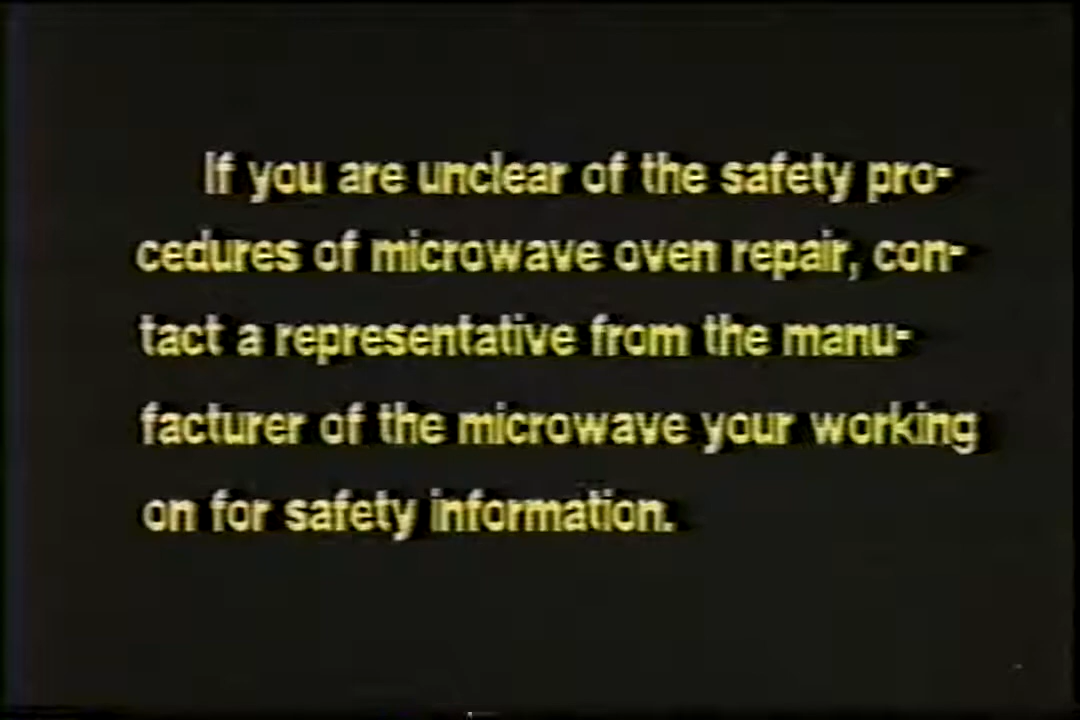 If you are unclear of the safety pro-
cedures of microwave oven repair, con-
tact a representative from the manu-
facturer of the microwave your working
on for safety information.